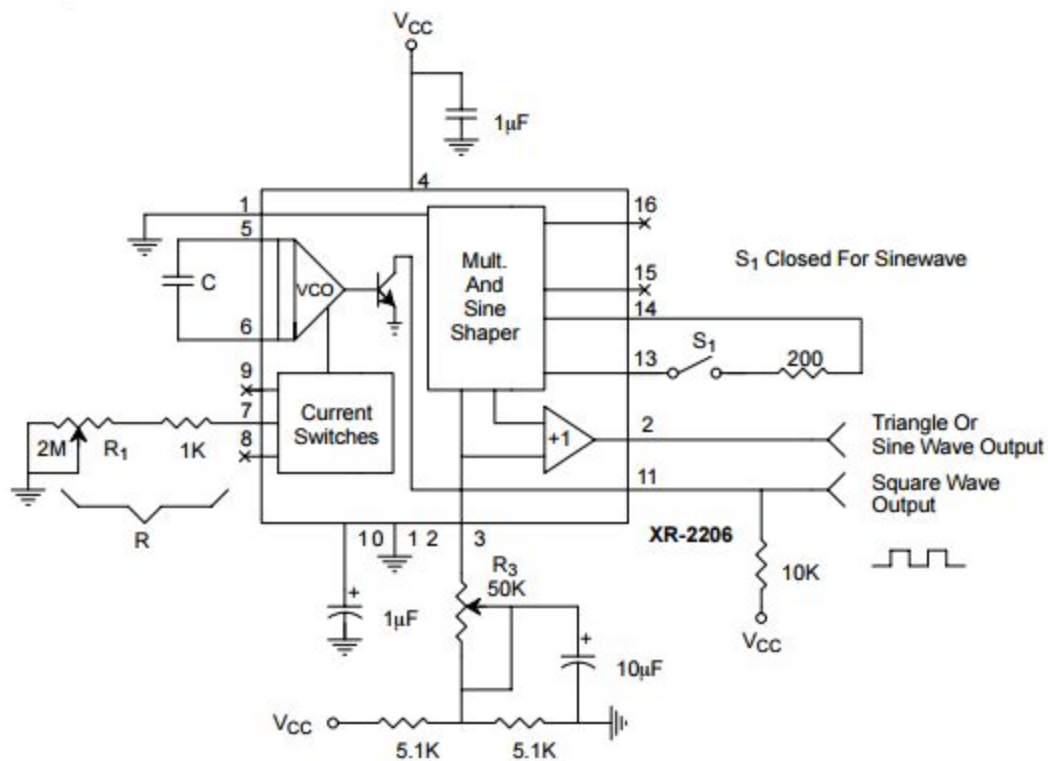 VCC
1µF
4
1
16
5
Mult.
And
Sine
Shaper
15
S1 Closed For Sinewave
C
VCO
14
6
13
S1
200
9
Current
Switches
7
2M
R1
1K
8
+1
2
Triangle Or
Sine Wave Output
11
Square Wave
Output
R
10
1 2
3
XR-2206
R3
50K
10K
+
1µF
+
10µF
VCC
VCC
5.1K
5.1K